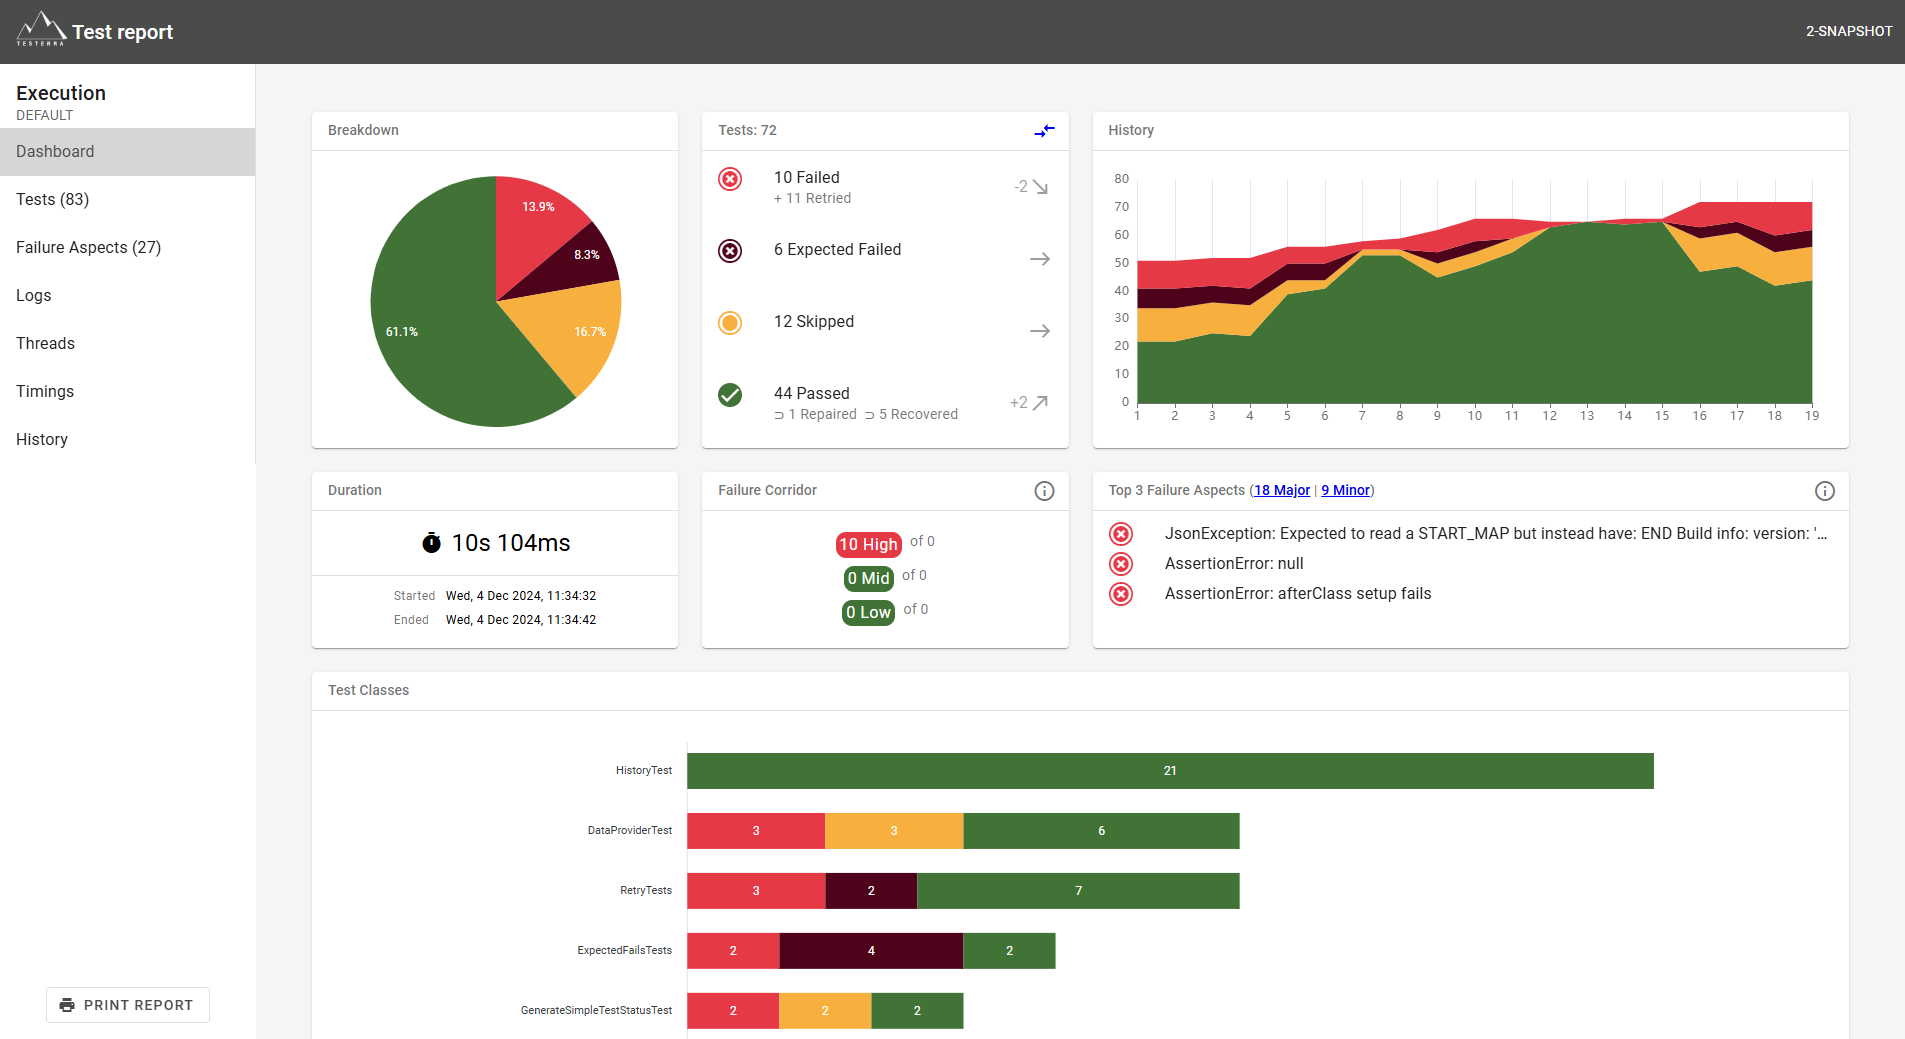 TESTERRA
Test report
2-SNAPSHOT
Execution
DEFAULT
Dashboard
Tests (83)
Failure Aspects (27)
Logs
Threads
Timings
History
PRINT REPORT
Breakdown
13.9%
8.3%
16.7%
61.1%
Tests: 72
10 Failed
+ 11 Retried
-2
6 Expected Failed
12 Skipped
44 Passed
⊃ 1 Repaired ⊃ 5 Recovered
+2
History
80
70
60
50
40
30
20
10
0
1 2 3 4 5 6 7 8 9 10 11 12 13 14 15 16 17 18 19
Duration
10s 104ms
Started Wed, 4 Dec 2024, 11:34:32
Ended Wed, 4 Dec 2024, 11:34:42
Failure Corridor
10 High of 0
0 Mid of 0
0 Low of 0
Top 3 Failure Aspects (18 Major | 9 Minor)
JsonException: Expected to read a START_MAP but instead have: END Build info: version: '...
AssertionError: null
AssertionError: afterClass setup fails
Test Classes
HistoryTest 21
DataProviderTest 3 3 6
RetryTests 3 2 7
ExpectedFailsTests 2 4 2
GenerateSimpleTestStatusTest 2 2 2